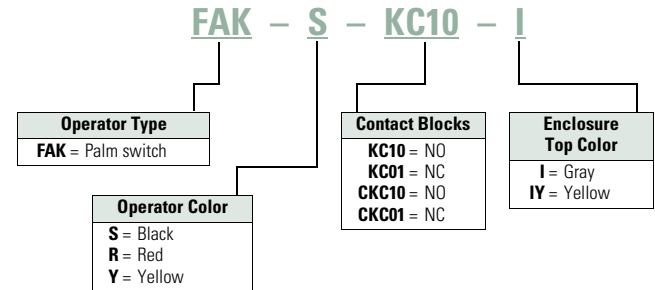 FAK – S – KC10 – I
Operator Type
FAK = Palm switch
Operator Color
S = Black
R = Red
Y = Yellow
Contact Blocks
KC10 = NO
KC01 = NC
CKC10 = NO
CKC01 = NC
Enclosure
Top Color
I = Gray
IY = Yellow